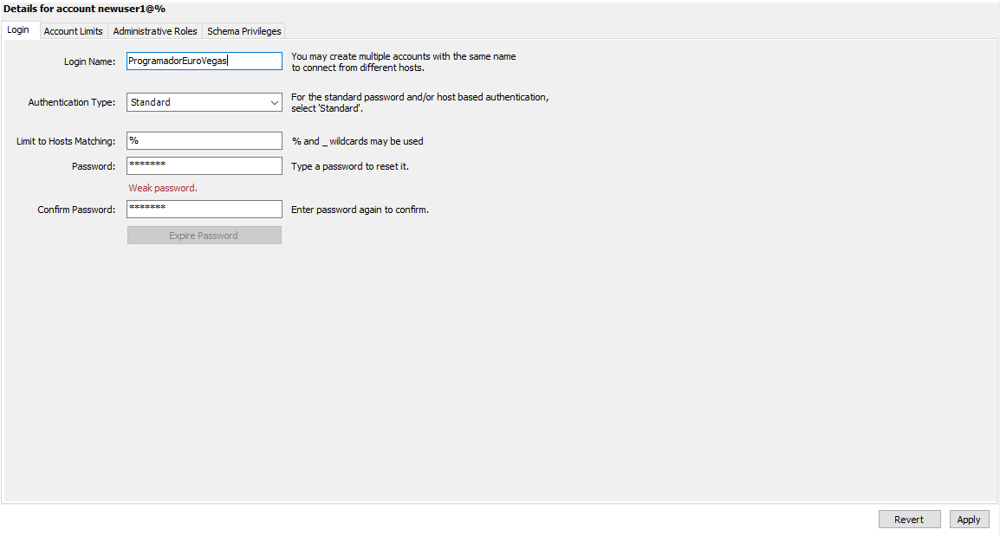 Details for account newuser1@%
Login Account Limits Administrative Roles Schema Privileges
Login Name: ProgramadorEuroVegas You may create multiple accounts with the same name
to connect from different hosts.
Authentication Type: Standard For the standard password and/or host based authentication,
select 'Standard'.
Limit to Hosts Matching: % % and _ wildcards may be used
Password: ******* Type a password to reset it.
Weak password.
Confirm Password: ******* Enter password again to confirm.
Expire Password
Revert Apply